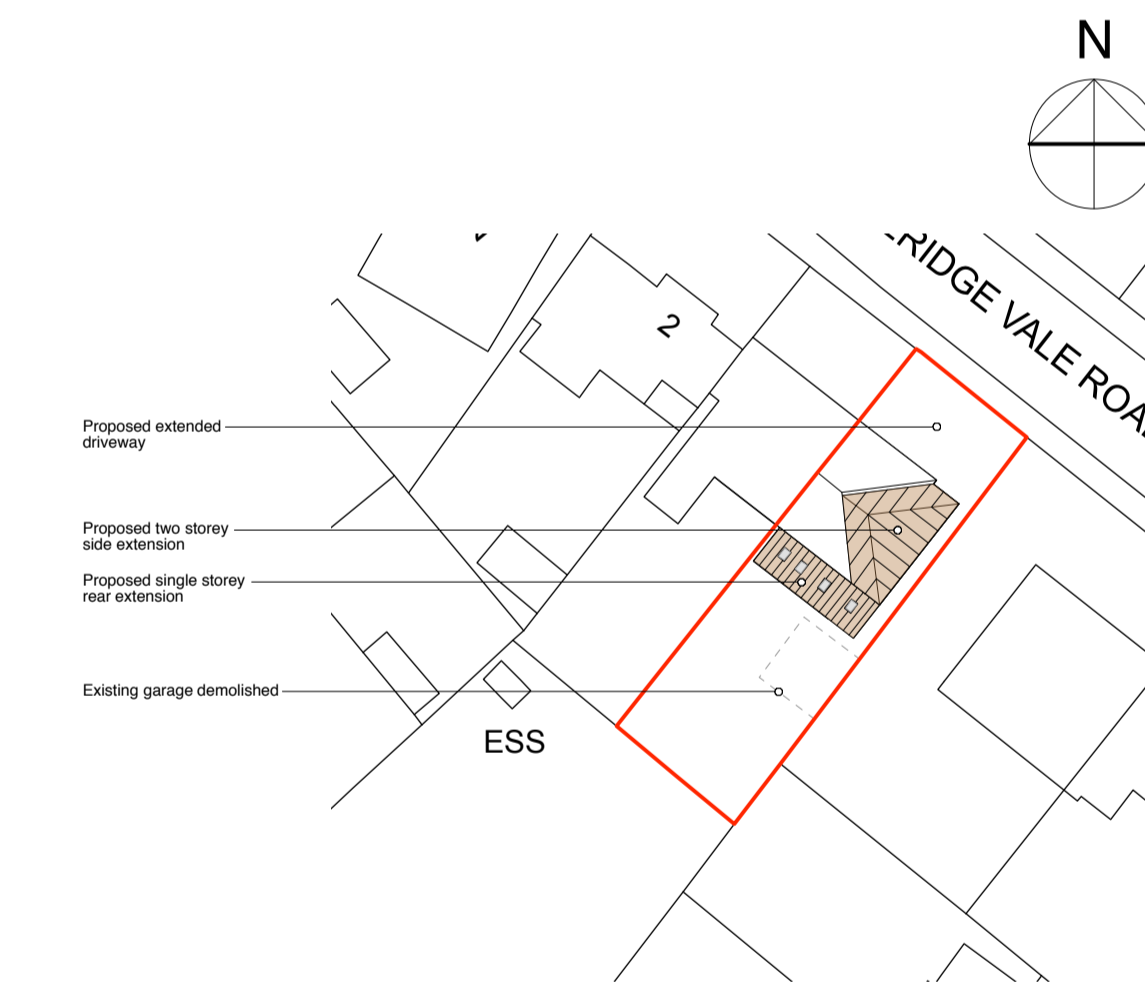 N
RIDGE VALE ROA
2
Proposed extended
driveway
Proposed two storey
side extension
Proposed single storey
rear extension
Existing garage demolished
ESS